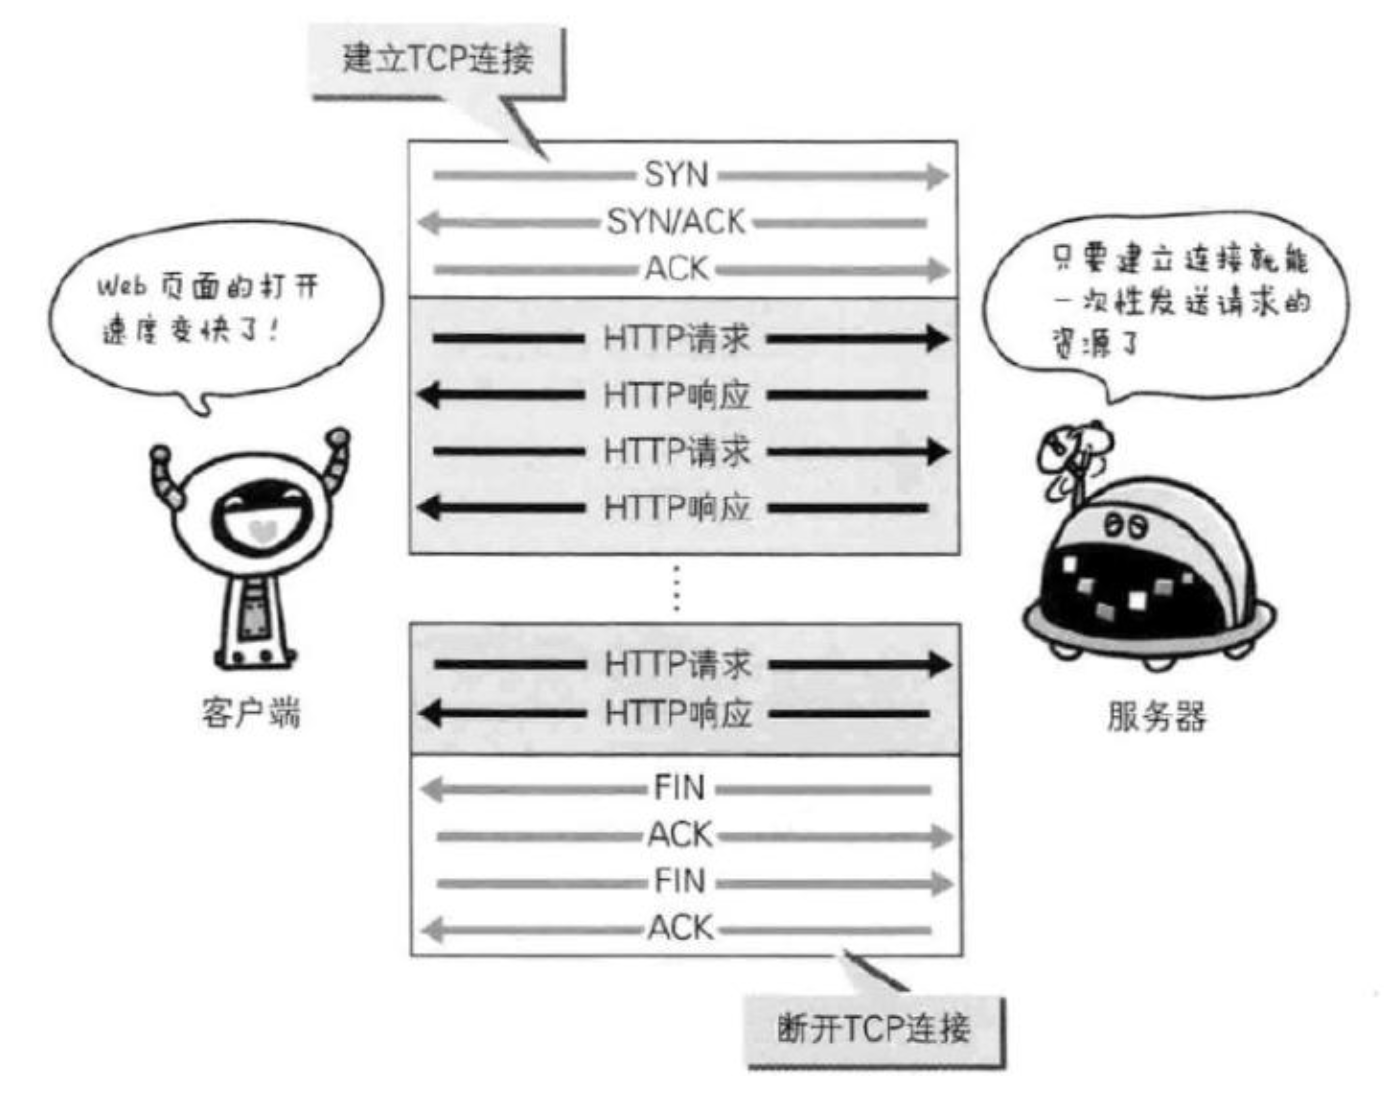 建立TCP连接
SYN
SYN/ACK
ACK
Web 页面的打开
速度变快了!
只要建立连接就能
一次性发送请求的
资源了
HTTP请求
HTTP响应
HTTP请求
HTTP响应
HTTP请求
HTTP响应
客户端
服务器
FIN
ACK
FIN
ACK
断开TCP连接